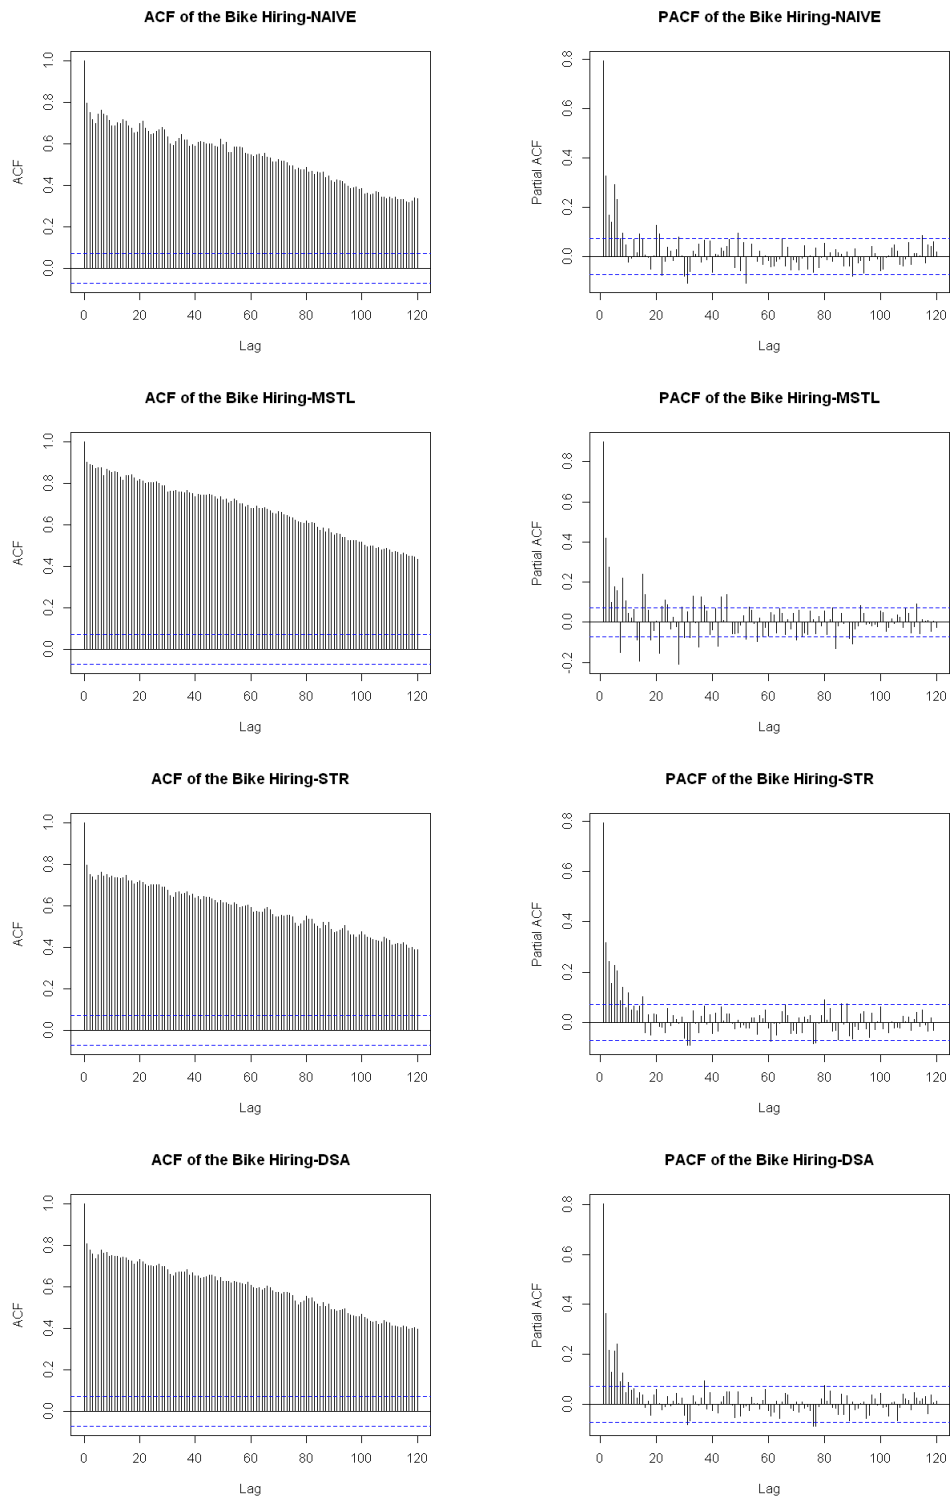 ACF of the Bike Hiring-NAIVE
ACF
0.0 0.2 0.4 0.6 0.8 1.0
0 20 40 60 80 100 120
Lag
PACF of the Bike Hiring-NAIVE
Partial ACF
0.0 0.2 0.4 0.6 0.8
0 20 40 60 80 100 120
Lag
ACF of the Bike Hiring-MSTL
ACF
0.0 0.2 0.4 0.6 0.8 1.0
0 20 40 60 80 100 120
Lag
PACF of the Bike Hiring-MSTL
Partial ACF
-0.2 0.0 0.2 0.4 0.6 0.8
0 20 40 60 80 100 120
Lag
ACF of the Bike Hiring-STR
ACF
0.0 0.2 0.4 0.6 0.8 1.0
0 20 40 60 80 100 120
Lag
PACF of the Bike Hiring-STR
Partial ACF
0.0 0.2 0.4 0.6 0.8
0 20 40 60 80 100 120
Lag
ACF of the Bike Hiring-DSA
ACF
0.0 0.2 0.4 0.6 0.8 1.0
0 20 40 60 80 100 120
Lag
PACF of the Bike Hiring-DSA
Partial ACF
0.0 0.2 0.4 0.6 0.8
0 20 40 60 80 100 120
Lag